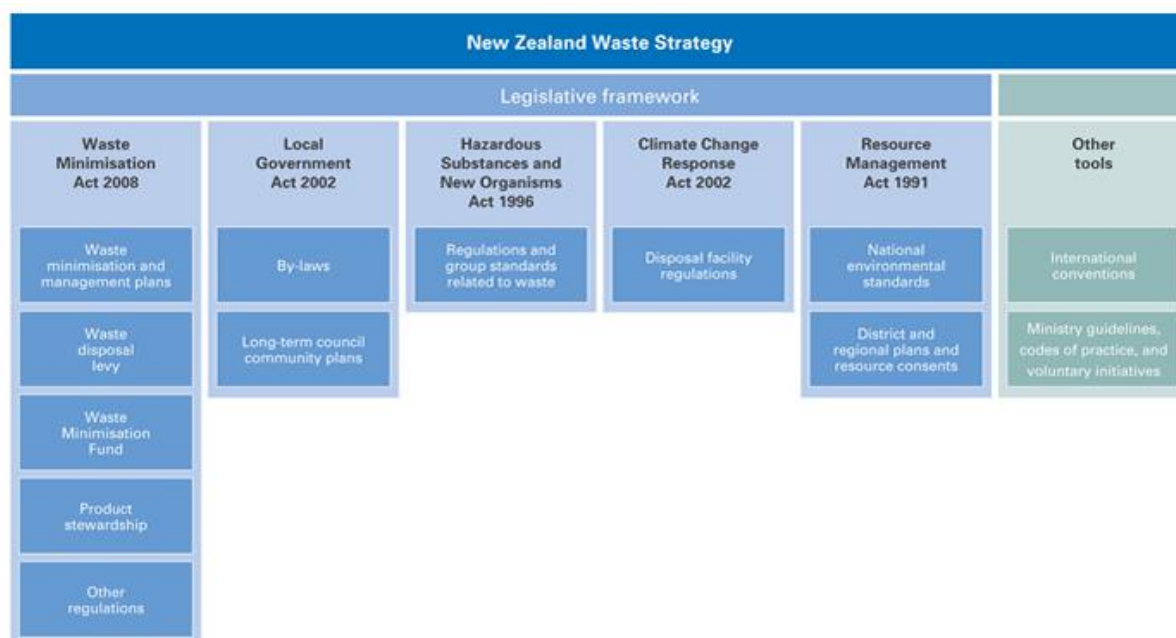 New Zealand Waste Strategy
Legislative framework
Waste
Minimisation
Act 2008
Waste
minimisation and
management plans
Waste
disposal
levy
Waste
Minimisation
Fund
Product
stewardship
Other
regulations
Local
Government
Act 2002
By-laws
Long-term council
community plans
Hazardous
Substances and
New Organisms
Act 1996
Regulations and
group standards
related to waste
Climate Change
Response
Act 2002
Disposal facility
regulations
Resource
Management
Act 1991
National
environmental
standards
District and
regional plans and
resource consents
Other
tools
International
conventions
Ministry guidelines,
codes of practice, and
voluntary initiatives